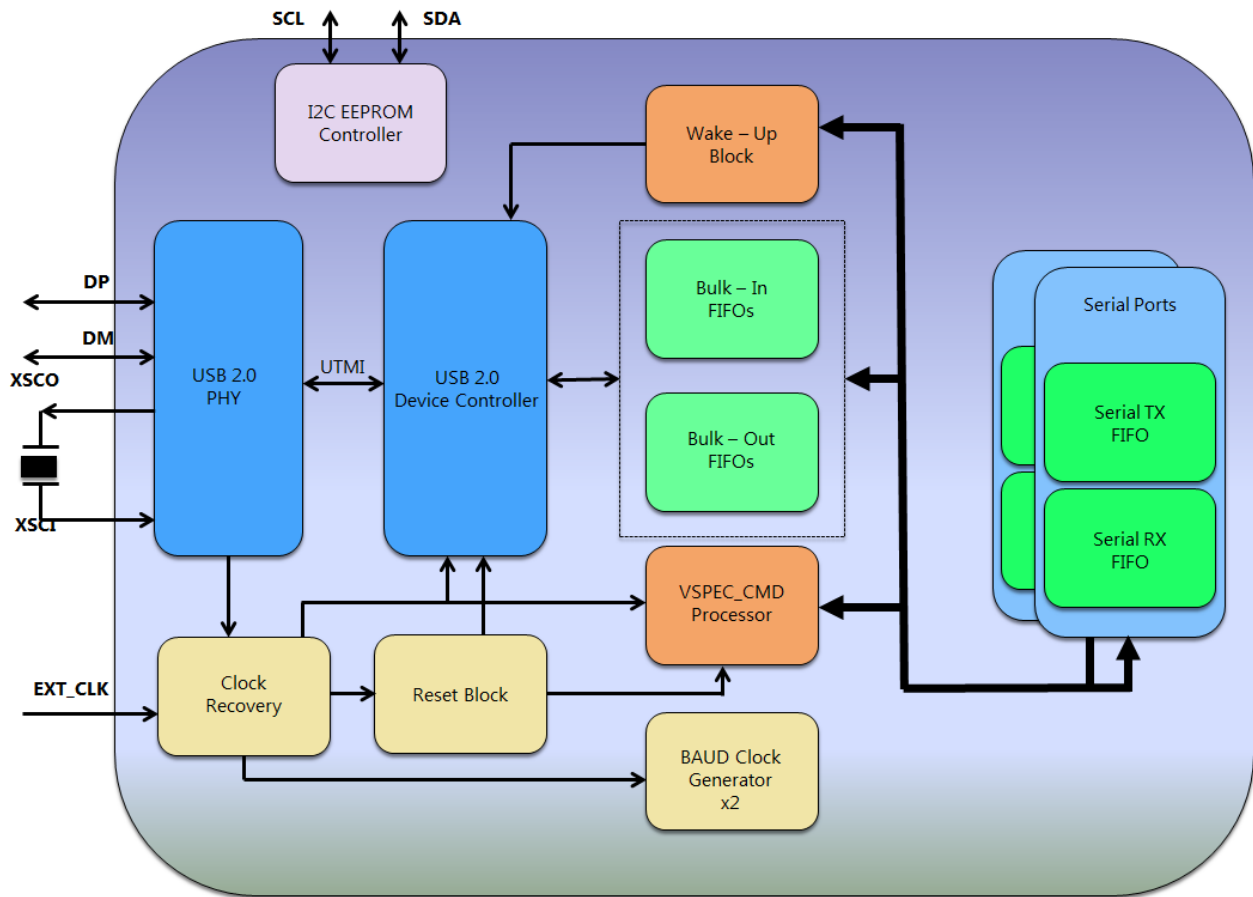 SCL
SDA
I2C EEPROM
Controller
Wake – Up
Block
DP
DM
XSCO
XSCI
USB 2.0
PHY
UTMI
USB 2.0
Device Controller
Bulk – In
FIFOs
Bulk – Out
FIFOs
Serial Ports
Serial TX
FIFO
Serial RX
FIFO
VSPEC_CMD
Processor
EXT_CLK
Clock
Recovery
Reset Block
BAUD Clock
Generator
x2